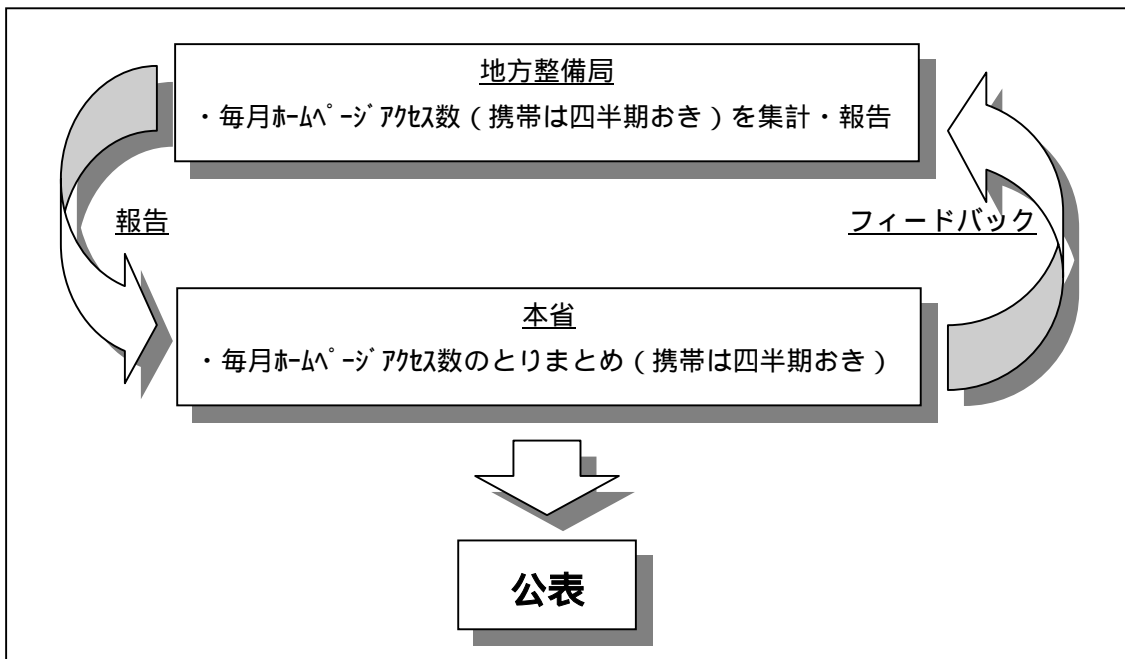 地方整備局
・毎月ﾎｰﾑﾍﾟｰｼﾞｱｸｾｽ数（携帯は四半期おき）を集計・報告
報告
フィードバック
本省
・毎月ﾎｰﾑﾍﾟｰｼﾞｱｸｾｽ数のとりまとめ（携帯は四半期おき）
公表